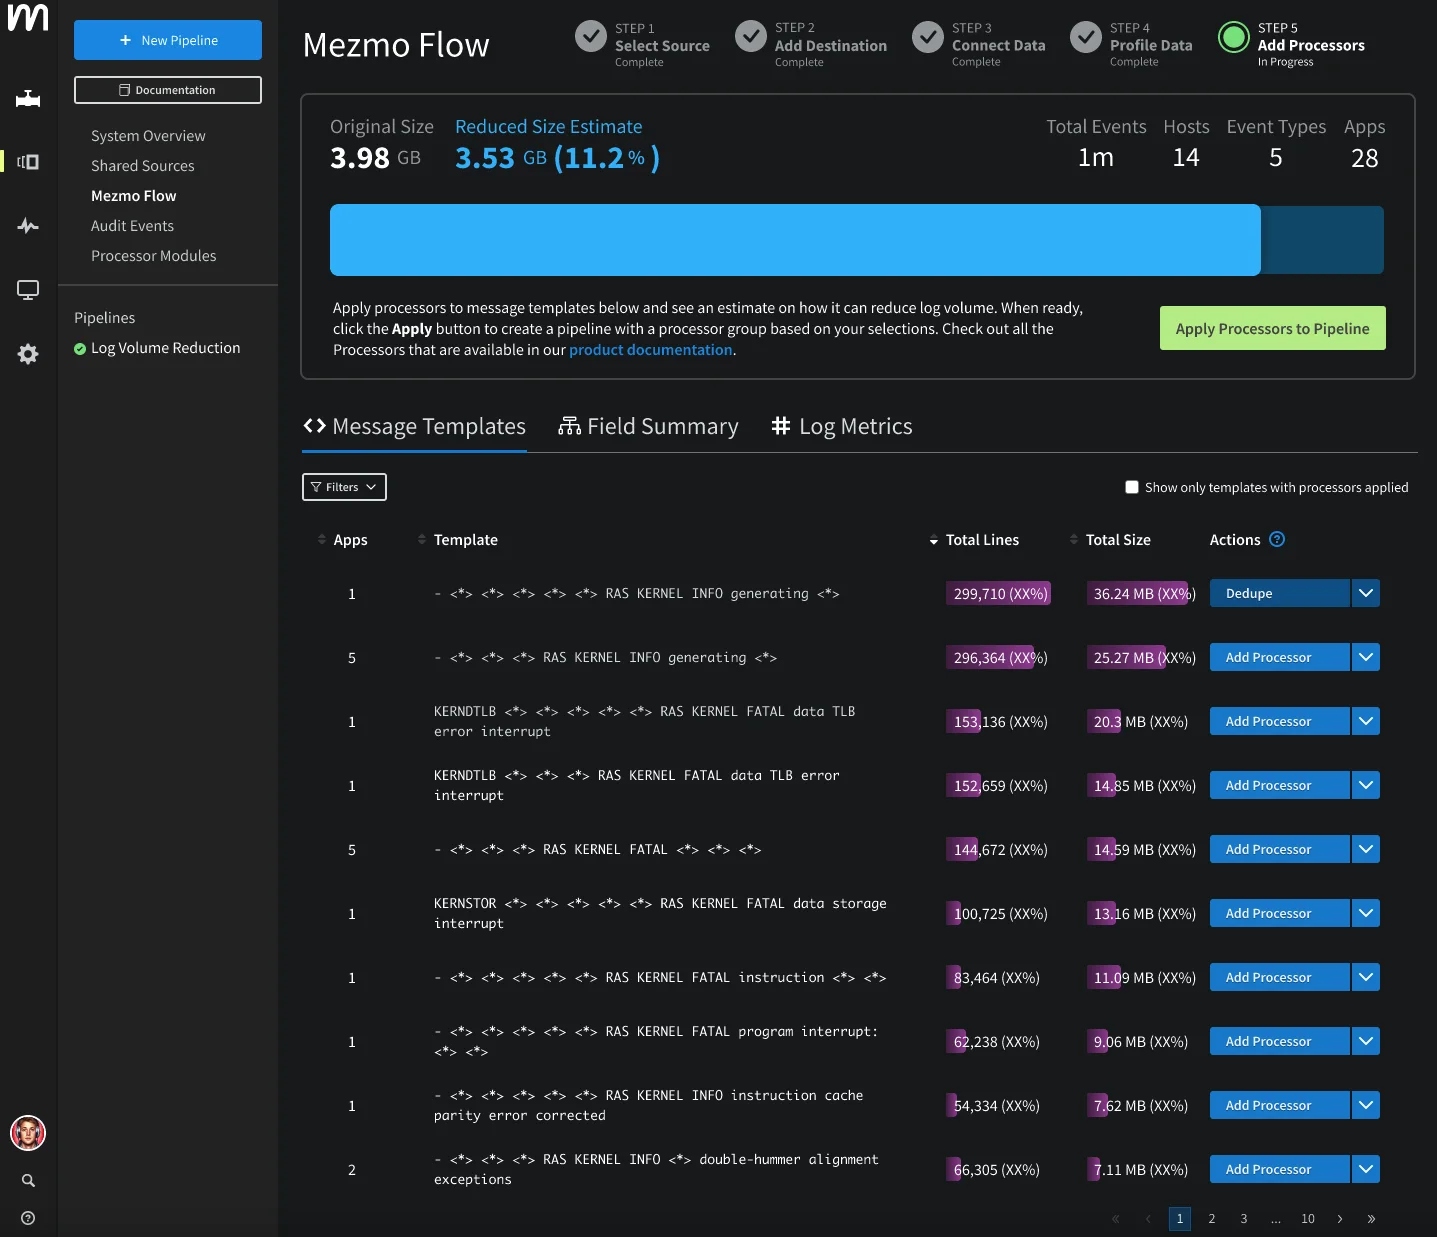 m
+ New Pipeline
Documentation
System Overview
Shared Sources
Mezmo Flow
Audit Events
Processor Modules
Pipelines
Log Volume Reduction
Mezmo Flow
STEP 1
Select Source
Complete
STEP 2
Add Destination
Complete
STEP 3
Connect Data
Complete
STEP 4
Profile Data
Complete
STEP 5
Add Processors
In Progress
Original Size
3.98 GB
Reduced Size Estimate
3.53 GB (11.2 % )
Total Events
1m
Hosts
14
Event Types
5
Apps
28
Apply processors to message templates below and see an estimate on how it can reduce log volume. When ready,
click the Apply button to create a pipeline with a processor group based on your selections. Check out all the
Processors that are available in our product documentation.
Apply Processors to Pipeline
<> Message Templates
Field Summary
# Log Metrics
Filters
Show only templates with processors applied
Apps Template Total Lines Total Size Actions ?
1 - <*> <*> <*> <*> <*> RAS KERNEL INFO generating <*> 299,710 (XX%) 36.24 MB (XX%) Dedupe
5 - <*> <*> <*> RAS KERNEL INFO generating <*> 296,364 (XX%) 25.27 MB (XX%) Add Processor
1 KERNDTLB <*> <*> <*> <*> <*> RAS KERNEL FATAL data TLB
error interrupt 153,136 (XX%) 20.3 MB (XX%) Add Processor
1 KERNDTLB <*> <*> <*> RAS KERNEL FATAL data TLB error
interrupt 152,659 (XX%) 14.85 MB (XX%) Add Processor
5 - <*> <*> <*> RAS KERNEL FATAL <*> <*> <*> 144,672 (XX%) 14.59 MB (XX%) Add Processor
1 KERNSTOR <*> <*> <*> <*> <*> RAS KERNEL FATAL data storage
interrupt 100,725 (XX%) 13.16 MB (XX%) Add Processor
1 - <*> <*> <*> <*> <*> RAS KERNEL FATAL instruction <*> <*> 83,464 (XX%) 11.09 MB (XX%) Add Processor
1 - <*> <*> <*> <*> <*> RAS KERNEL FATAL program interrupt:
<*> <*> 62,238 (XX%) 9.06 MB (XX%) Add Processor
1 - <*> <*> <*> <*> <*> RAS KERNEL INFO instruction cache
parity error corrected 54,334 (XX%) 7.62 MB (XX%) Add Processor
2 - <*> <*> <*> RAS KERNEL INFO <*> double-hummer alignment
exceptions 66,305 (XX%) 7.11 MB (XX%) Add Processor
« ‹ 1 2 3 ... 10 › »
?